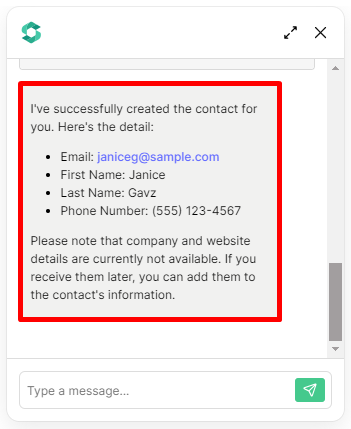 I've successfully created the contact for
you. Here's the detail:
• Email: janiceg@sample.com
• First Name: Janice
• Last Name: Gavz
• Phone Number: (555) 123-4567
Please note that company and website
details are currently not available. If you
receive them later, you can add them to
the contact's information.
Type a message...